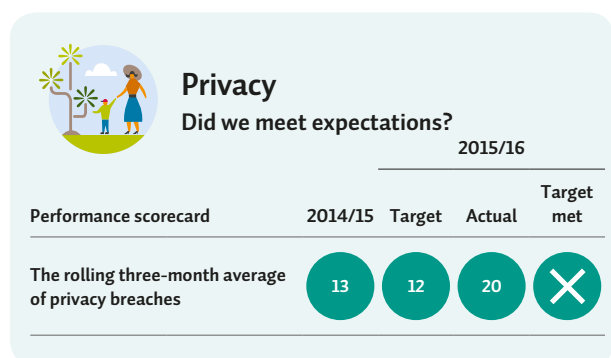 Privacy
Did we meet expectations?
2015/16
Performance scorecard 2014/15 Target Actual Target met
The rolling three-month average
of privacy breaches
13 12 20